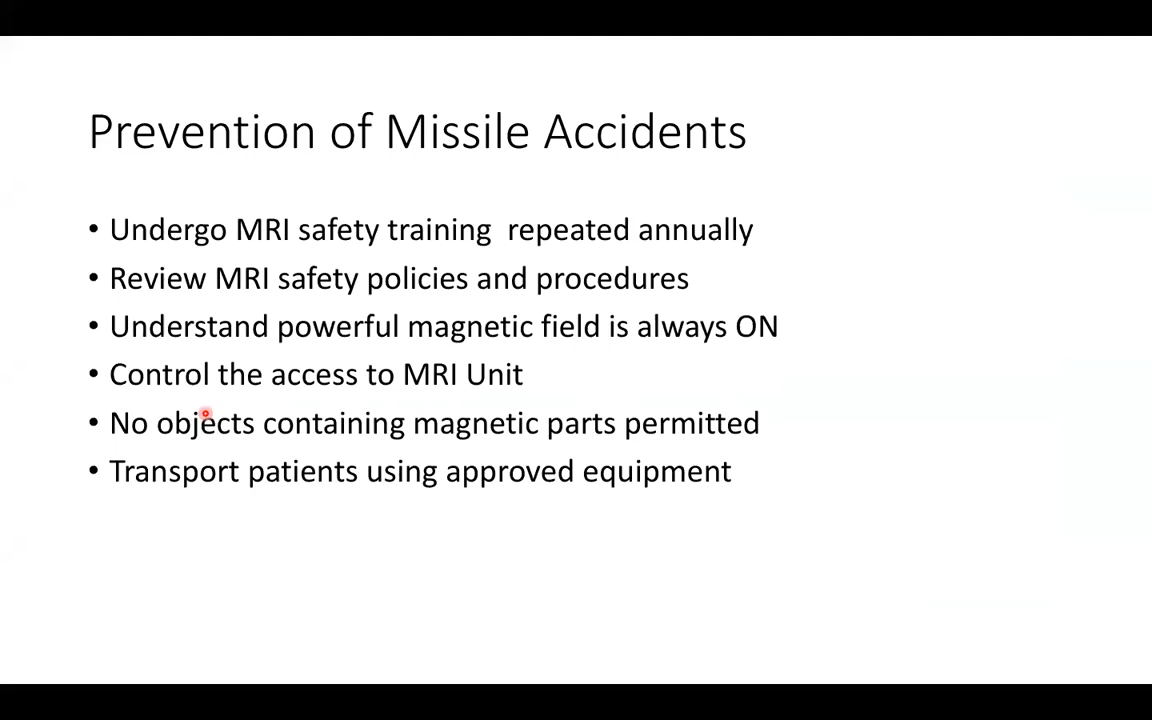 Prevention of Missile Accidents
• Undergo MRI safety training  repeated annually
• Review MRI safety policies and procedures
• Understand powerful magnetic field is always ON
• Control the access to MRI Unit
• No objects containing magnetic parts permitted
• Transport patients using approved equipment